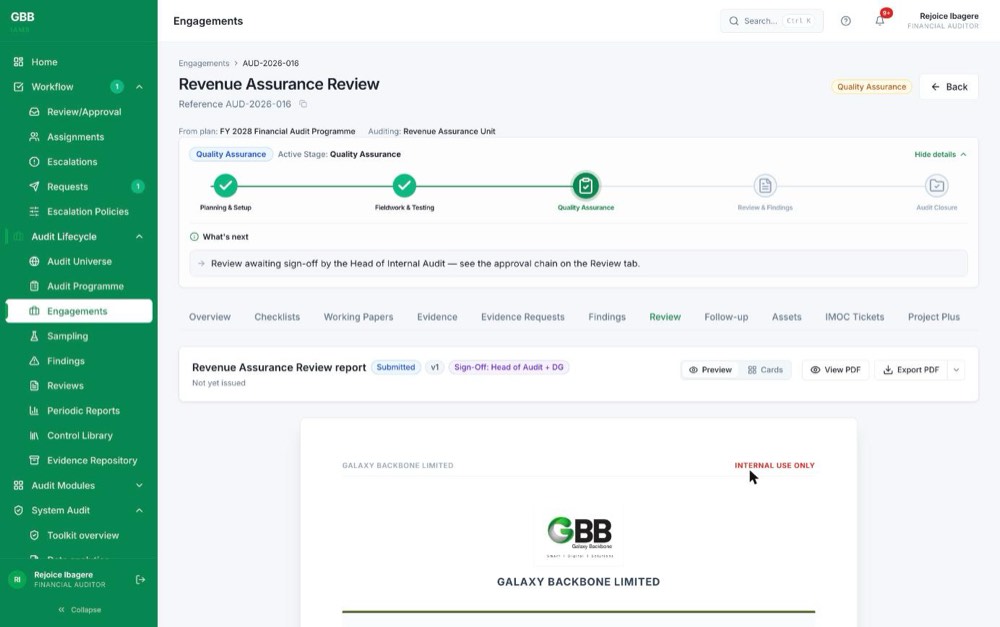 GBB
Engagements
Search... Ctrl K
9+
Rejoice Ibagere
FINANCIAL AUDITOR
Home
Workflow 1
Review/Approval
Assignments
Escalations
Requests 1
Escalation Policies
Audit Lifecycle
Audit Universe
Audit Programme
Engagements
Sampling
Findings
Reviews
Periodic Reports
Control Library
Evidence Repository
Audit Modules
System Audit
Toolkit overview
RI
Rejoice Ibagere
FINANCIAL AUDITOR
Collapse
Engagements > AUD-2026-016
Revenue Assurance Review
Reference AUD-2026-016
Quality Assurance
Back
From plan: FY 2028 Financial Audit Programme Auditing: Revenue Assurance Unit
Quality Assurance Active Stage: Quality Assurance
Hide details
Planning & Setup
Fieldwork & Testing
Quality Assurance
Review & Findings
Audit Closure
What's next
→ Review awaiting sign-off by the Head of Internal Audit — see the approval chain on the Review tab.
Overview Checklists Working Papers Evidence Evidence Requests Findings Review Follow-up Assets IMOC Tickets Project Plus
Revenue Assurance Review report Submitted v1 Sign-Off: Head of Audit + DG
Not yet issued
Preview Cards View PDF Export PDF
GALAXY BACKBONE LIMITED
INTERNAL USE ONLY
GBB
Galaxy Backbone
GALAXY BACKBONE LIMITED